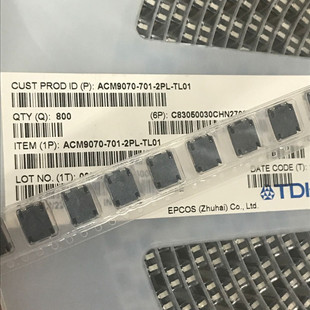 CUST PROD ID (P): ACM9070-701-2PL-TL01
QTY (Q): 800
(6P): C83050030CHN270
ITEM (1P): ACM9070-701-2PL-TL01
LOT NO. (1T):
DATE CODE: (T):
TDK
EPCOS (Zhuhai) Co., Ltd.